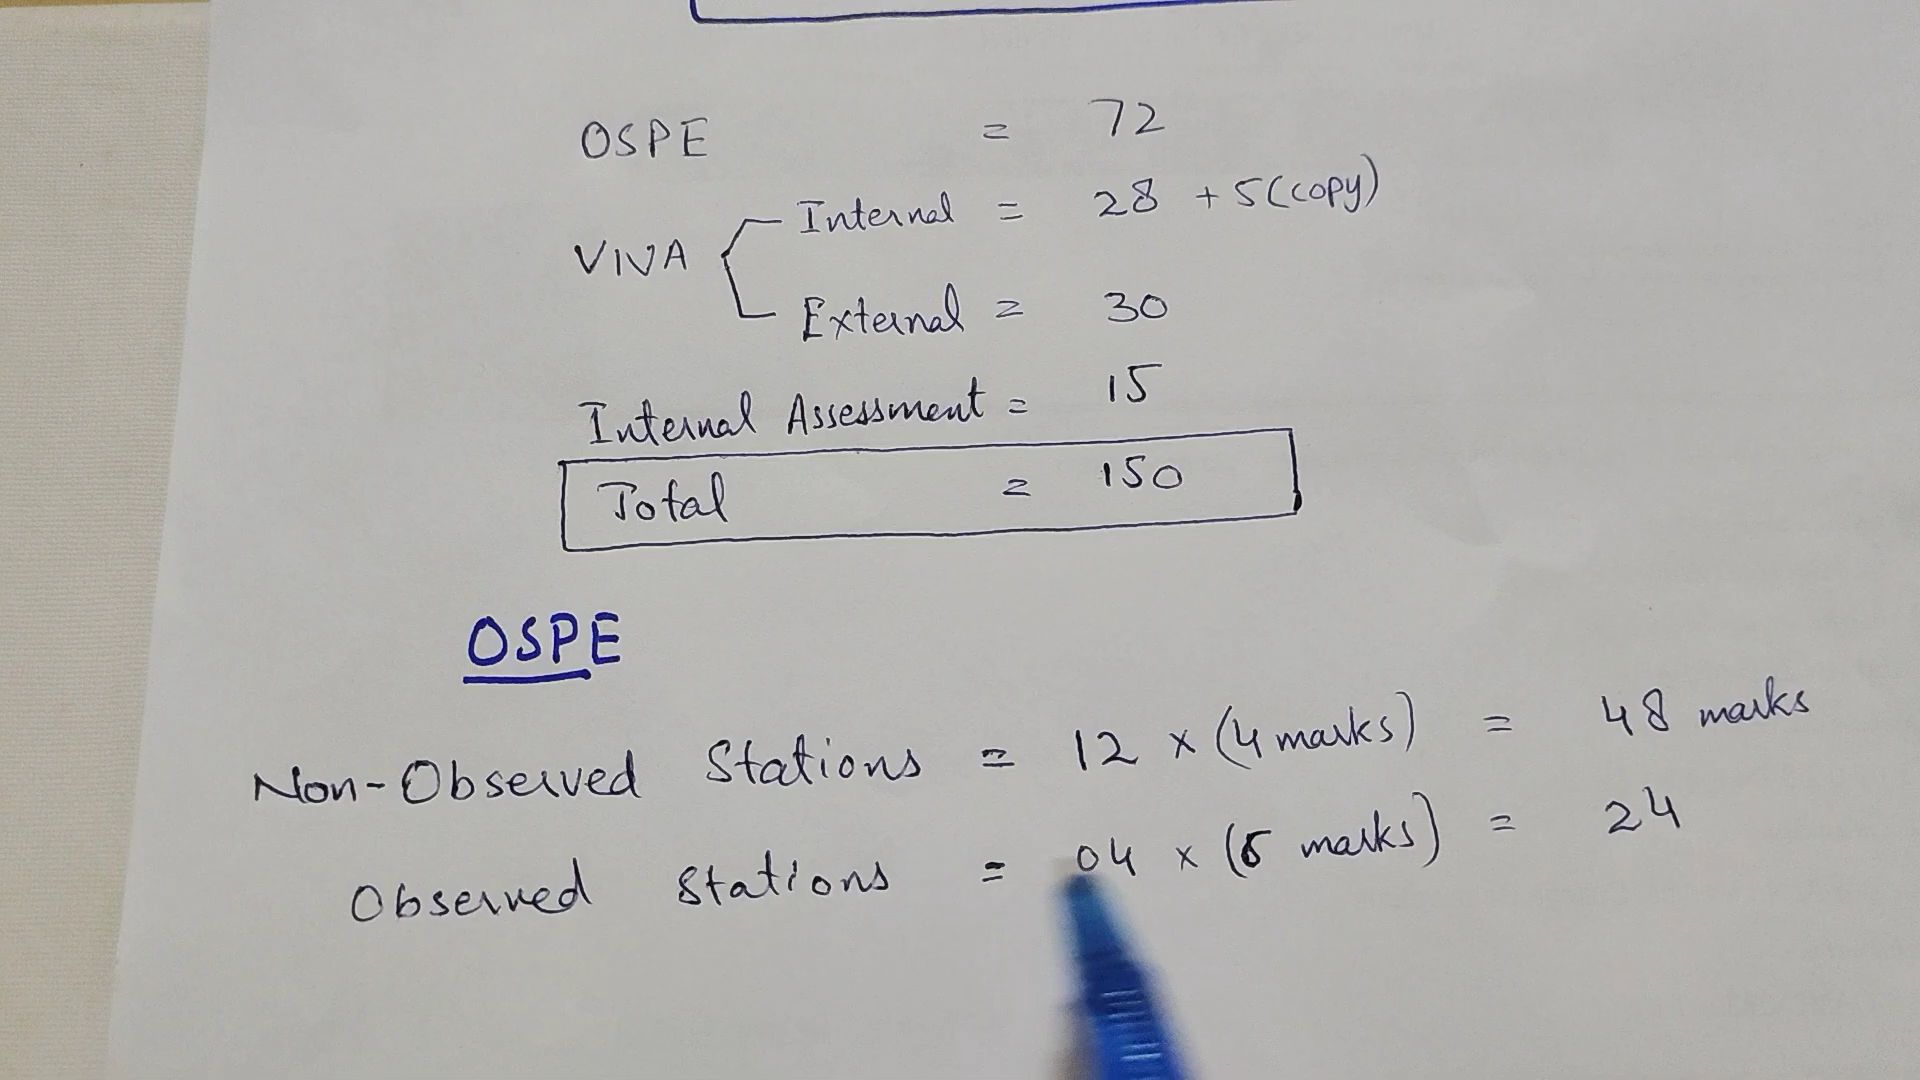 OSPE = 72
VIVA Internal = 28 + 5 (copy)
External = 30
Internal Assessment = 15
Total = 150
OSPE
Non-Observed Stations = 12 x (4 marks) = 48 marks
Observed Stations = 04 x (6 marks) = 24